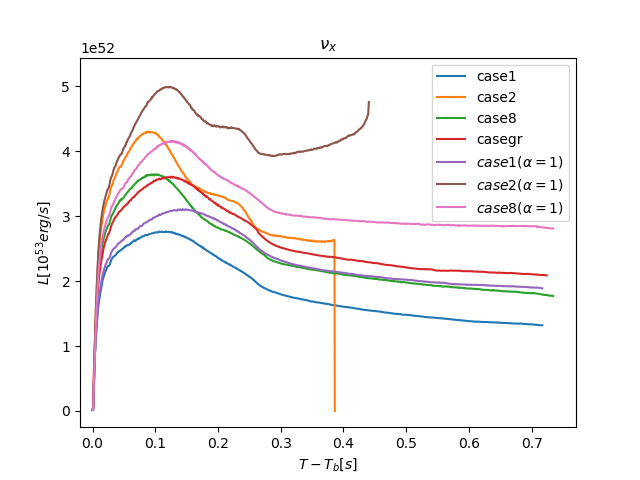 ν_x
1e52
5
4
3
2
1
0
L[10^{53}erg/s]
0.0 0.1 0.2 0.3 0.4 0.5 0.6 0.7
T − T_b[s]
case1
case2
case8
casegr
case1(α = 1)
case2(α = 1)
case8(α = 1)